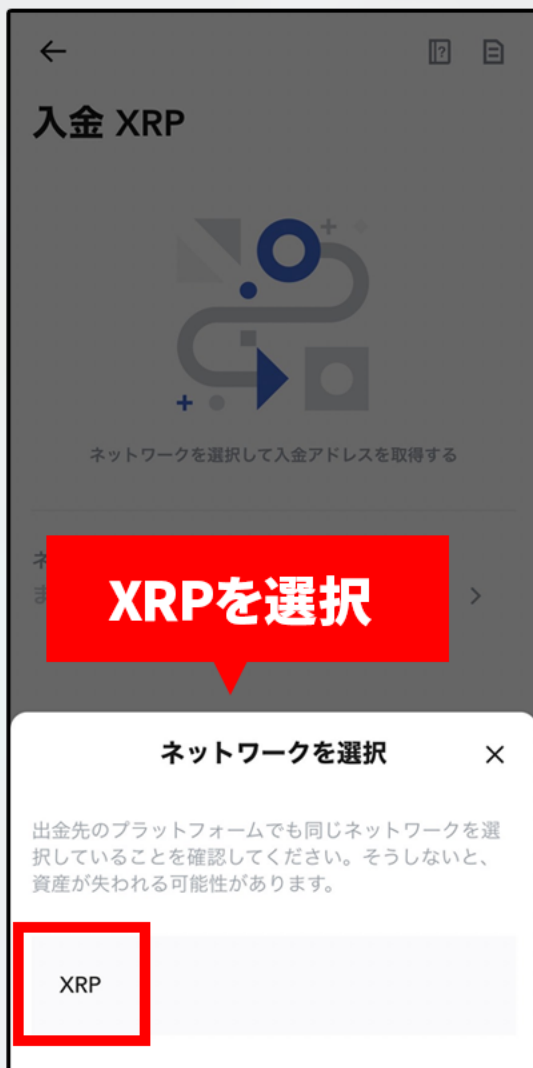 入金 XRP
ネットワークを選択して入金アドレスを取得する
XRPを選択
ネットワークを選択
出金先のプラットフォームでも同じネットワークを選
択していることを確認してください。そうしないと、
資産が失われる可能性があります。
XRP